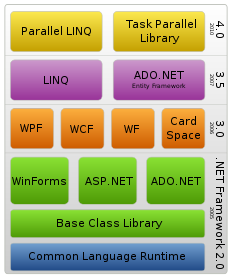 Parallel LINQ
Task Parallel
Library
4.0
2010
LINQ
ADO.NET
Entity Framework
3.5
2007
WPF
WCF
WF
Card
Space
3.0
2006
WinForms
ASP.NET
ADO.NET
Base Class Library
Common Language Runtime
.NET Framework 2.0
2005